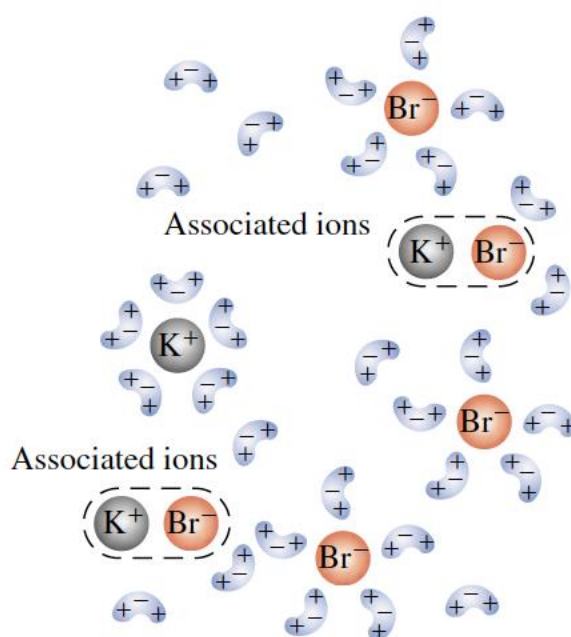 Br⁻
Associated ions
K⁺ Br⁻
K⁺
Br⁻
Associated ions
K⁺ Br⁻
Br⁻